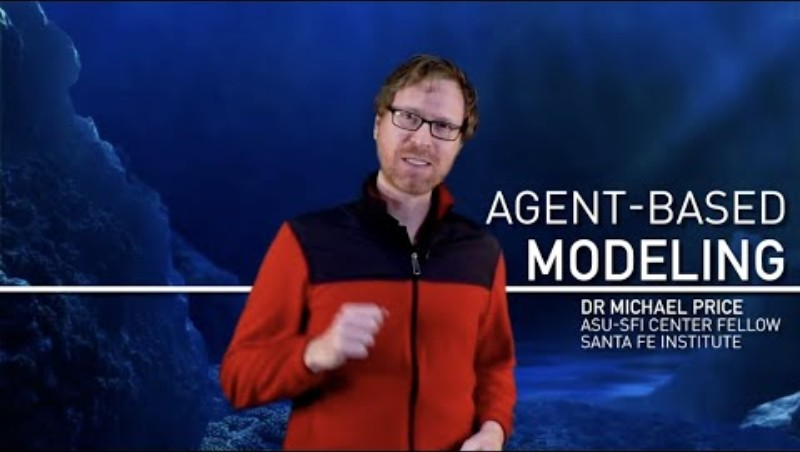 AGENT-BASED
MODELING
DR MICHAEL PRICE
ASU-SFI CENTER FELLOW
SANTA FE INSTITUTE